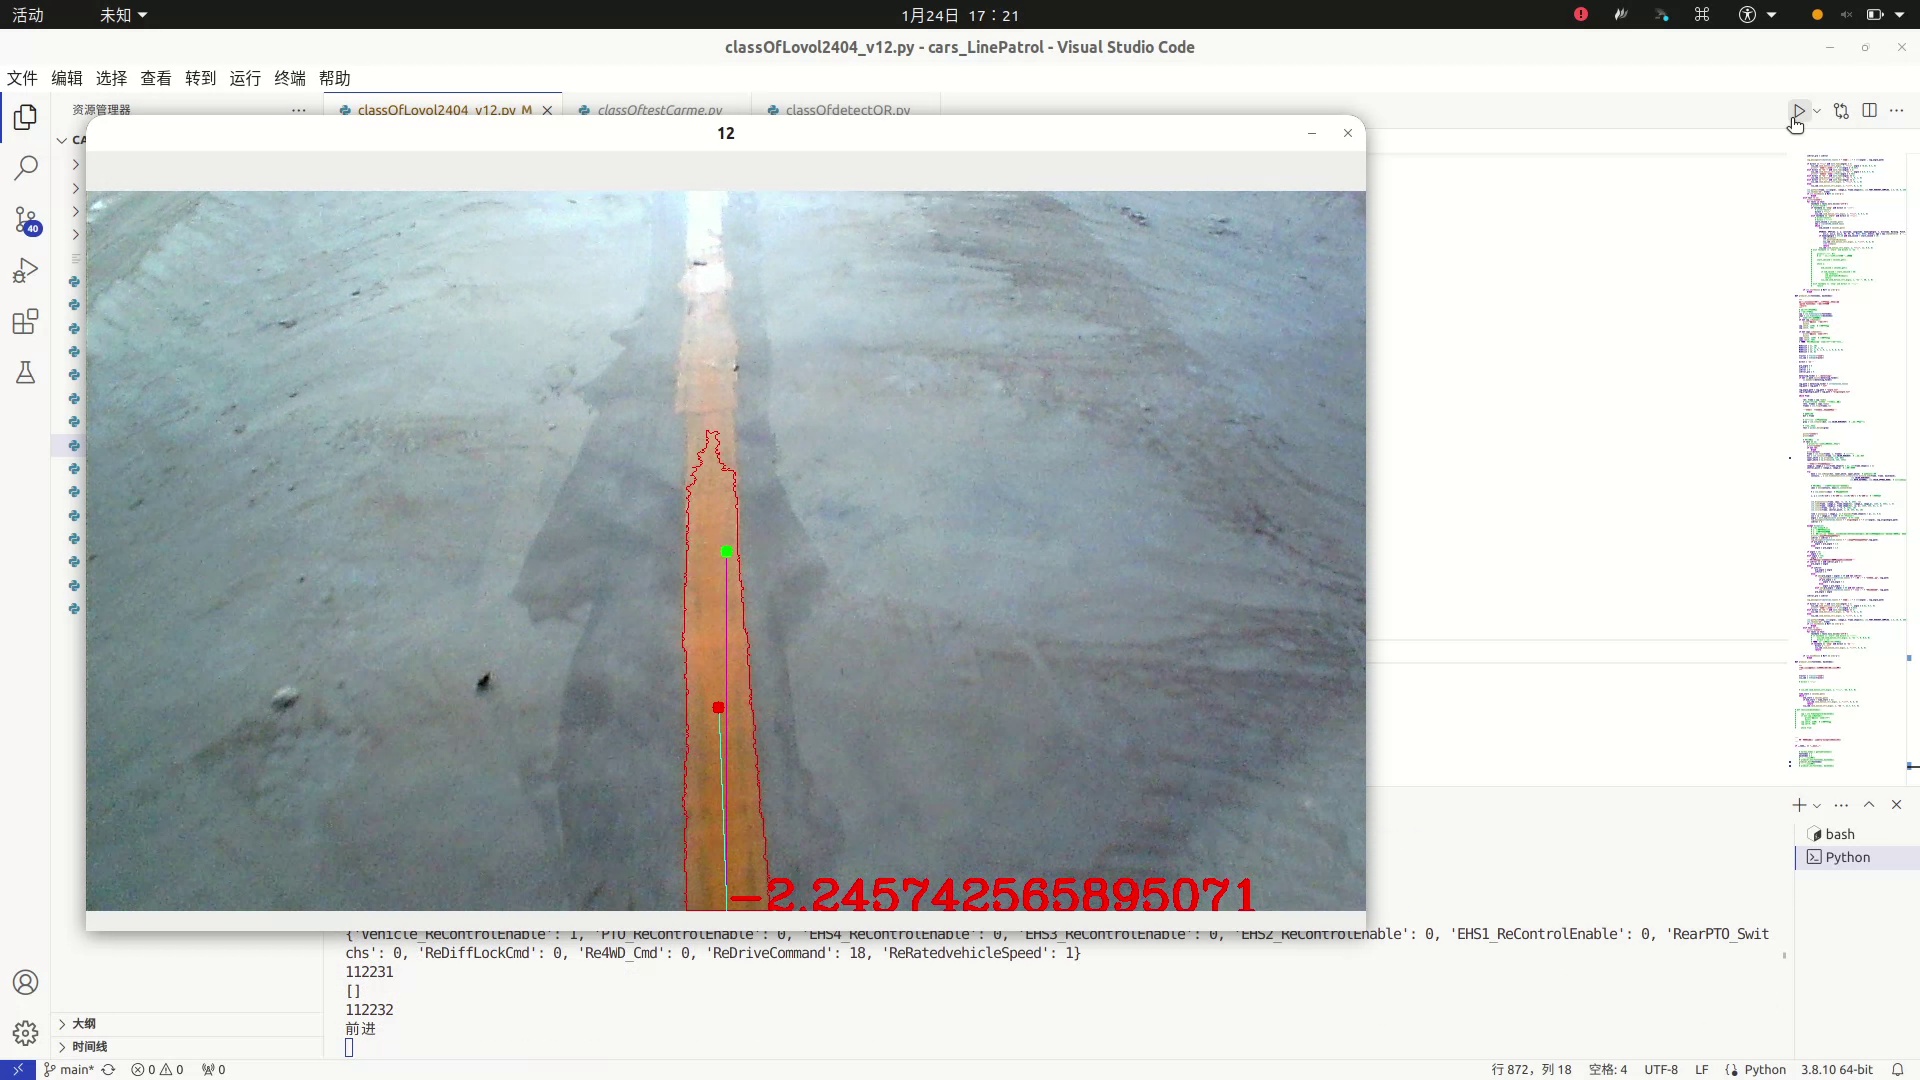 活动
未知
1月24日 17:21
classOfLovol2404_v12.py - cars_LinePatrol - Visual Studio Code
文件 编辑 选择 查看 转到 运行 终端 帮助
资源管理器
classOfLovol2404_v12.py M
classOftestCarme.py
classOfdetectQR.py
CA
12
40
-2.245742565895071
bash
Python
{'Vehicle_ReControlEnable': 1, 'PTO_ReControlEnable': 0, 'EHS4_ReControlEnable': 0, 'EHS3_ReControlEnable': 0, 'EHS2_ReControlEnable': 0, 'EHS1_ReControlEnable': 0, 'RearPTO_Swit
chs': 0, 'ReDiffLockCmd': 0, 'Re4WD_Cmd': 0, 'ReDriveCommand': 18, 'ReRatedvehicleSpeed': 1}
112231
[]
112232
前进
大纲
时间线
main* 0 0 0 行 872, 列 18 空格: 4 UTF-8 LF Python 3.8.10 64-bit